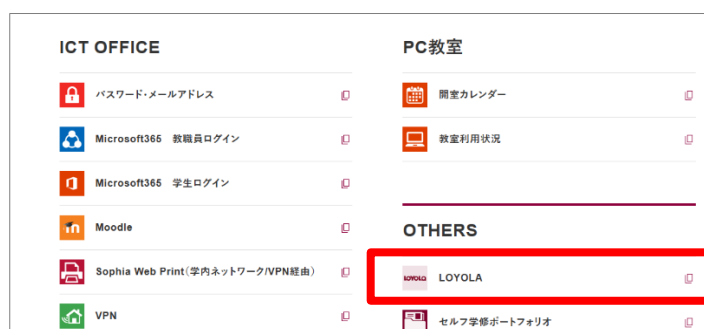 ICT OFFICE
パスワード・メールアドレス
Microsoft365 教職員ログイン
Microsoft365 学生ログイン
Moodle
Sophia Web Print(学内ネットワーク/VPN経由)
VPN
PC教室
開室カレンダー
教室利用状況
OTHERS
LOYOLA LOYOLA
セルフ学修ポートフォリオ